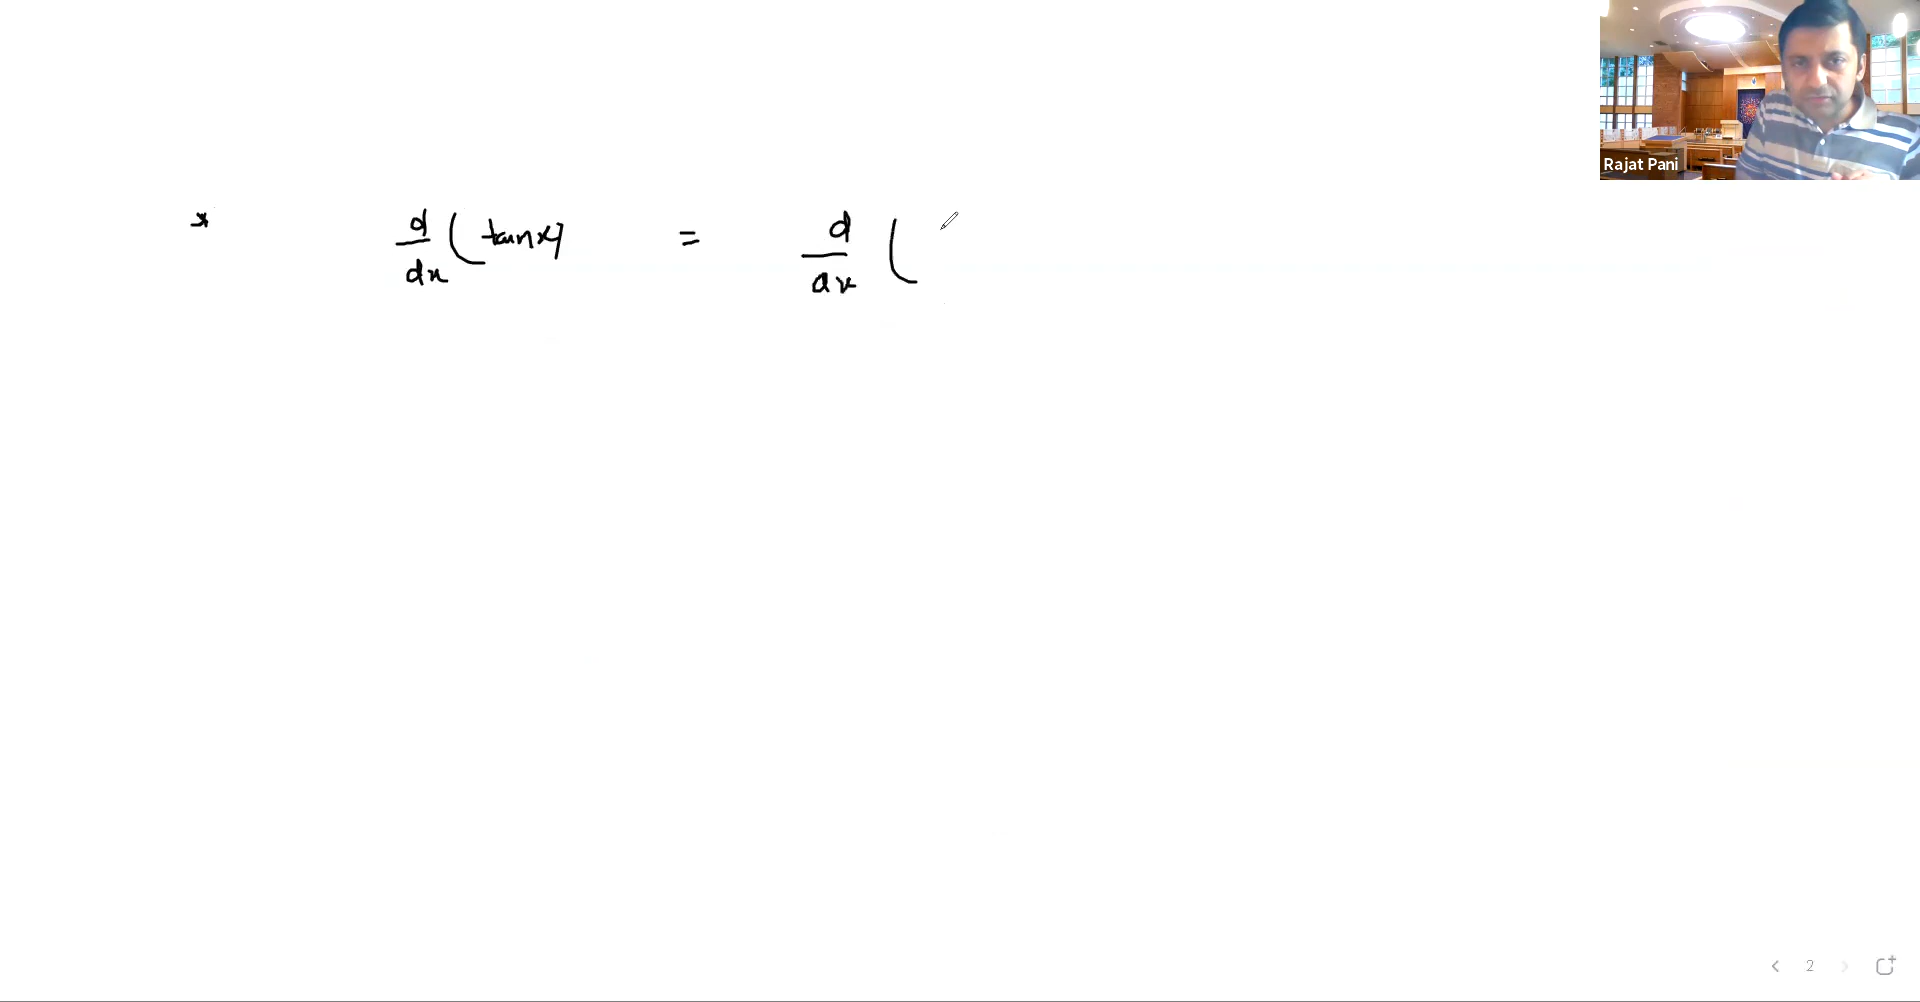 Rajat Pani
* d/dx (tanx) = d/dx (
2